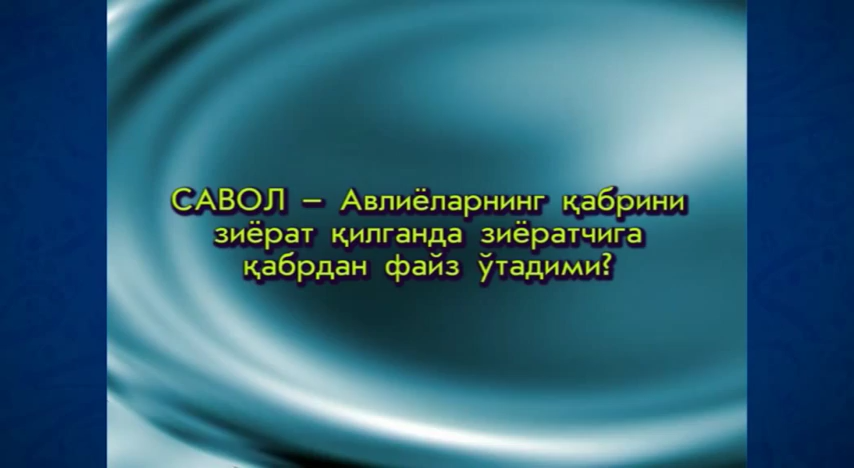 САВОЛ – Авлиёларнинг қабрини
зиёрат қилганда зиёратчига
қабрдан файз ўтадими?